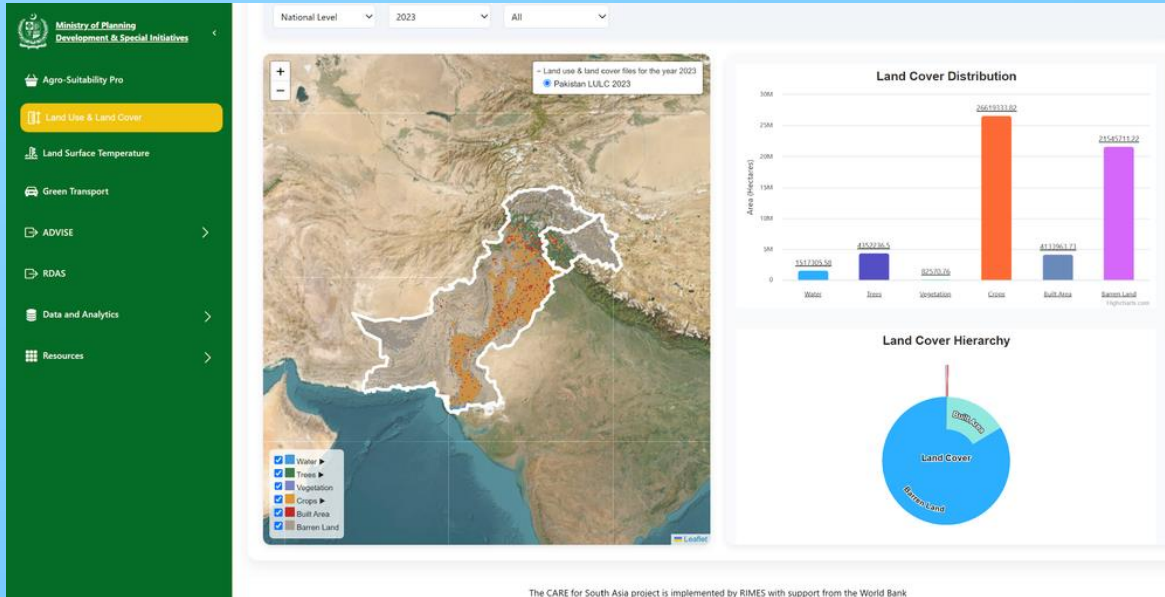 Ministry of Planning
Development & Special Initiatives
Agro-Suitability Pro
Land Use & Land Cover
Land Surface Temperature
Green Transport
ADVISE
RDAS
Data and Analytics
Resources
National Level
2023
All
+
−
− Land use & land cover files for the year 2023
Pakistan LULC 2023
Water ▶
Trees ▶
Vegetation
Crops ▶
Built Area
Barren Land
Leaflet
Land Cover Distribution
Area (Hectares)
30M
25M
20M
15M
10M
5M
0
1517305.58
4352236.5
82570.76
26619333.82
4133963.73
21545711.22
Water
Trees
Vegetation
Crops
Built Area
Barren Land
Highcharts.com
Land Cover Hierarchy
Built Area
Land Cover
Barren Land
The CARE for South Asia project is implemented by RIMES with support from the World Bank